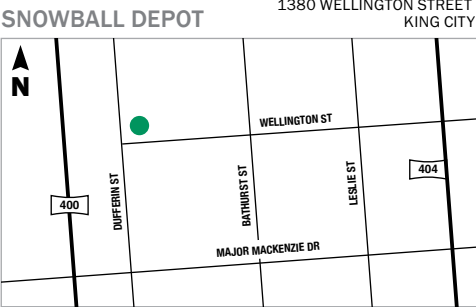 SNOWBALL DEPOT
1380 WELLINGTON STREET
KING CITY
N
WELLINGTON ST
DUFFERIN ST
BATHURST ST
LESLIE ST
404
400
MAJOR MACKENZIE DR